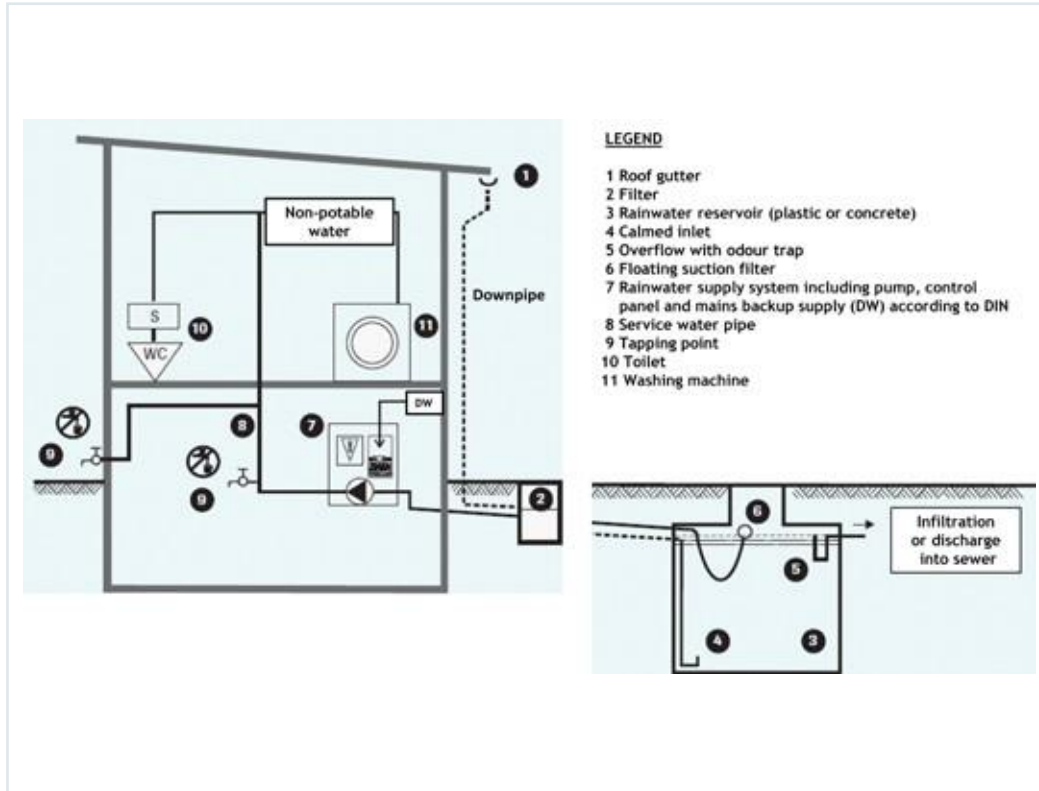 1
Non-potable
water
Downpipe
S
10
WC
11
DW
9
8
7
9
2
LEGEND
1 Roof gutter
2 Filter
3 Rainwater reservoir (plastic or concrete)
4 Calmed inlet
5 Overflow with odour trap
6 Floating suction filter
7 Rainwater supply system including pump, control
panel and mains backup supply (DW) according to DIN
8 Service water pipe
9 Tapping point
10 Toilet
11 Washing machine
6
Infiltration
or discharge
into sewer
5
4
3